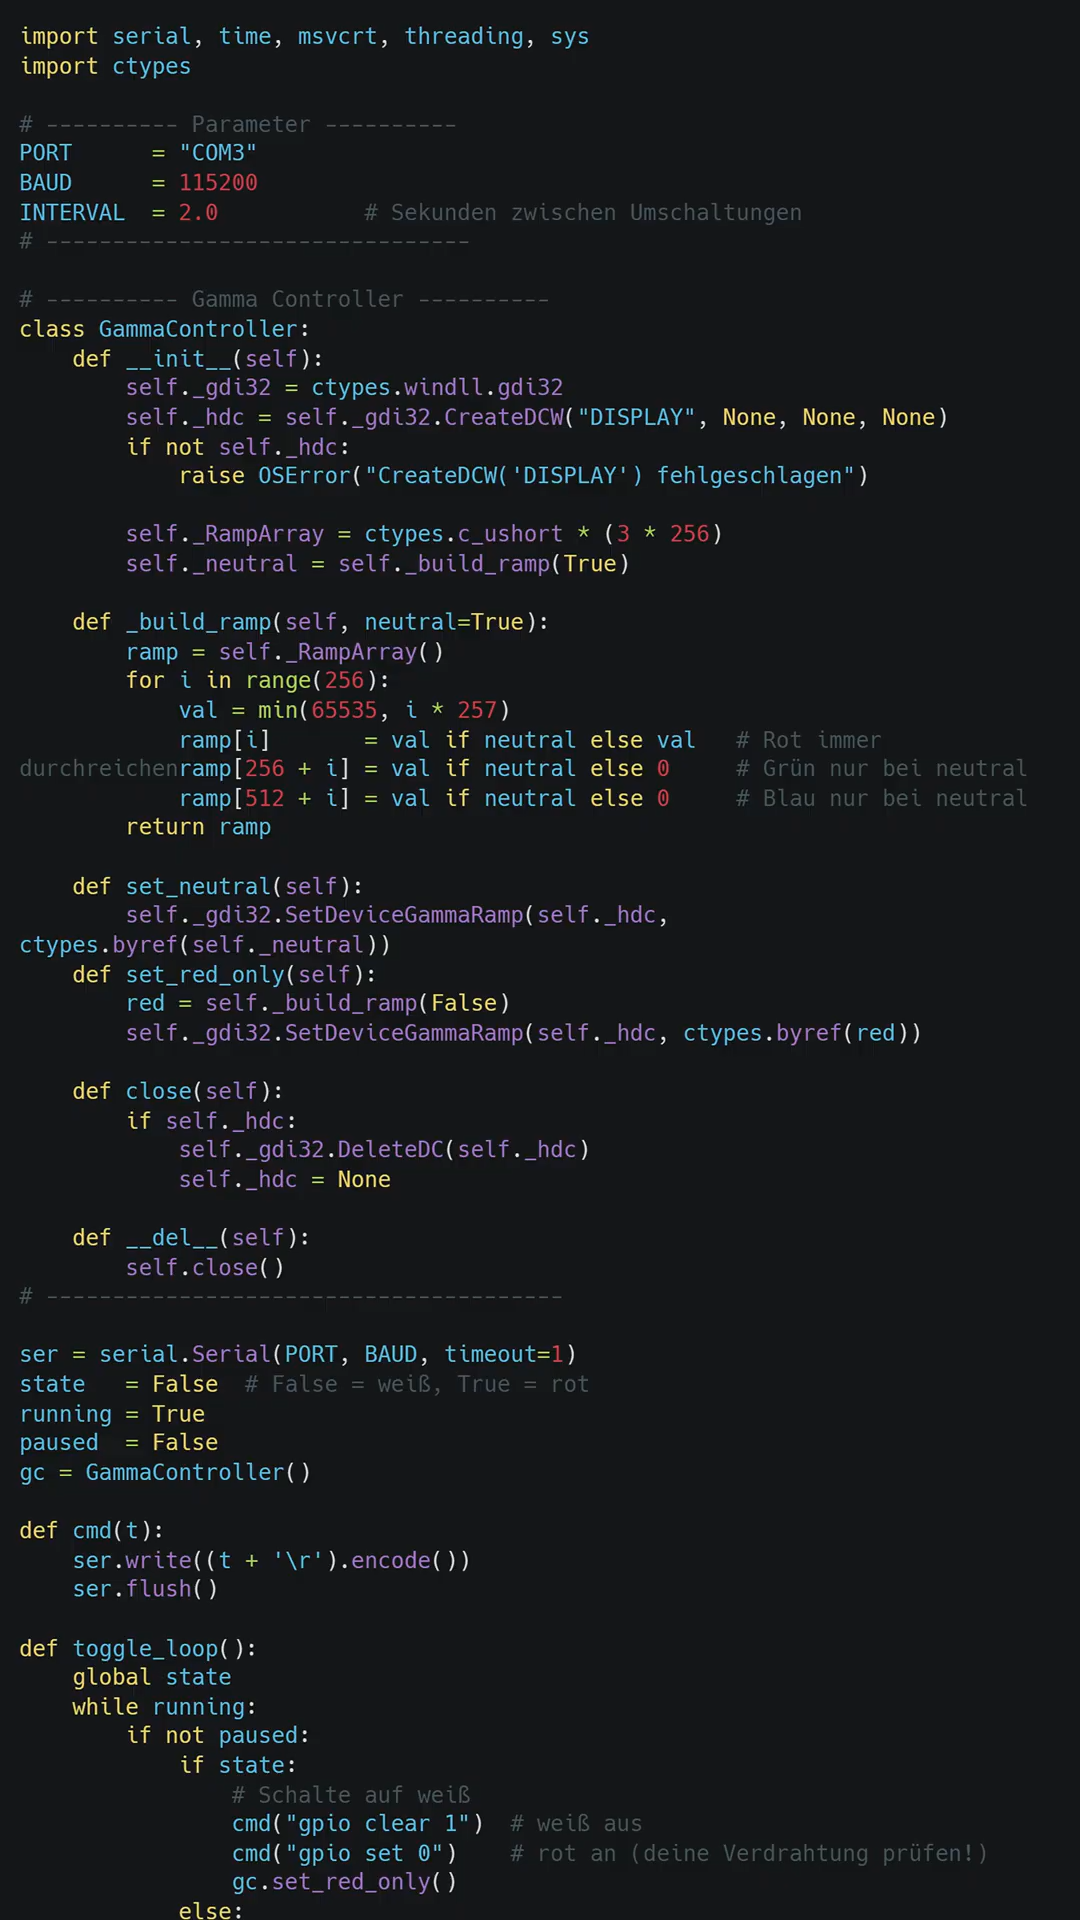 import serial, time, msvcrt, threading, sys
import ctypes

# ---------- Parameter ----------
PORT      = "COM3"
BAUD      = 115200
INTERVAL  = 2.0           # Sekunden zwischen Umschaltungen
# --------------------------------

# ---------- Gamma Controller ----------
class GammaController:
    def __init__(self):
        self._gdi32 = ctypes.windll.gdi32
        self._hdc = self._gdi32.CreateDCW("DISPLAY", None, None, None)
        if not self._hdc:
            raise OSError("CreateDCW('DISPLAY') fehlgeschlagen")

        self._RampArray = ctypes.c_ushort * (3 * 256)
        self._neutral = self._build_ramp(True)

    def _build_ramp(self, neutral=True):
        ramp = self._RampArray()
        for i in range(256):
            val = min(65535, i * 257)
            ramp[i]       = val if neutral else val   # Rot immer
durchreichenramp[256 + i] = val if neutral else 0     # Grün nur bei neutral
            ramp[512 + i] = val if neutral else 0     # Blau nur bei neutral
        return ramp

    def set_neutral(self):
        self._gdi32.SetDeviceGammaRamp(self._hdc,
ctypes.byref(self._neutral))
    def set_red_only(self):
        red = self._build_ramp(False)
        self._gdi32.SetDeviceGammaRamp(self._hdc, ctypes.byref(red))

    def close(self):
        if self._hdc:
            self._gdi32.DeleteDC(self._hdc)
            self._hdc = None

    def __del__(self):
        self.close()
# ---------------------------------------

ser = serial.Serial(PORT, BAUD, timeout=1)
state   = False  # False = weiß, True = rot
running = True
paused  = False
gc = GammaController()

def cmd(t):
    ser.write((t + '\r').encode())
    ser.flush()

def toggle_loop():
    global state
    while running:
        if not paused:
            if state:
                # Schalte auf weiß
                cmd("gpio clear 1")  # weiß aus
                cmd("gpio set 0")    # rot an (deine Verdrahtung prüfen!)
                gc.set_red_only()
            else: